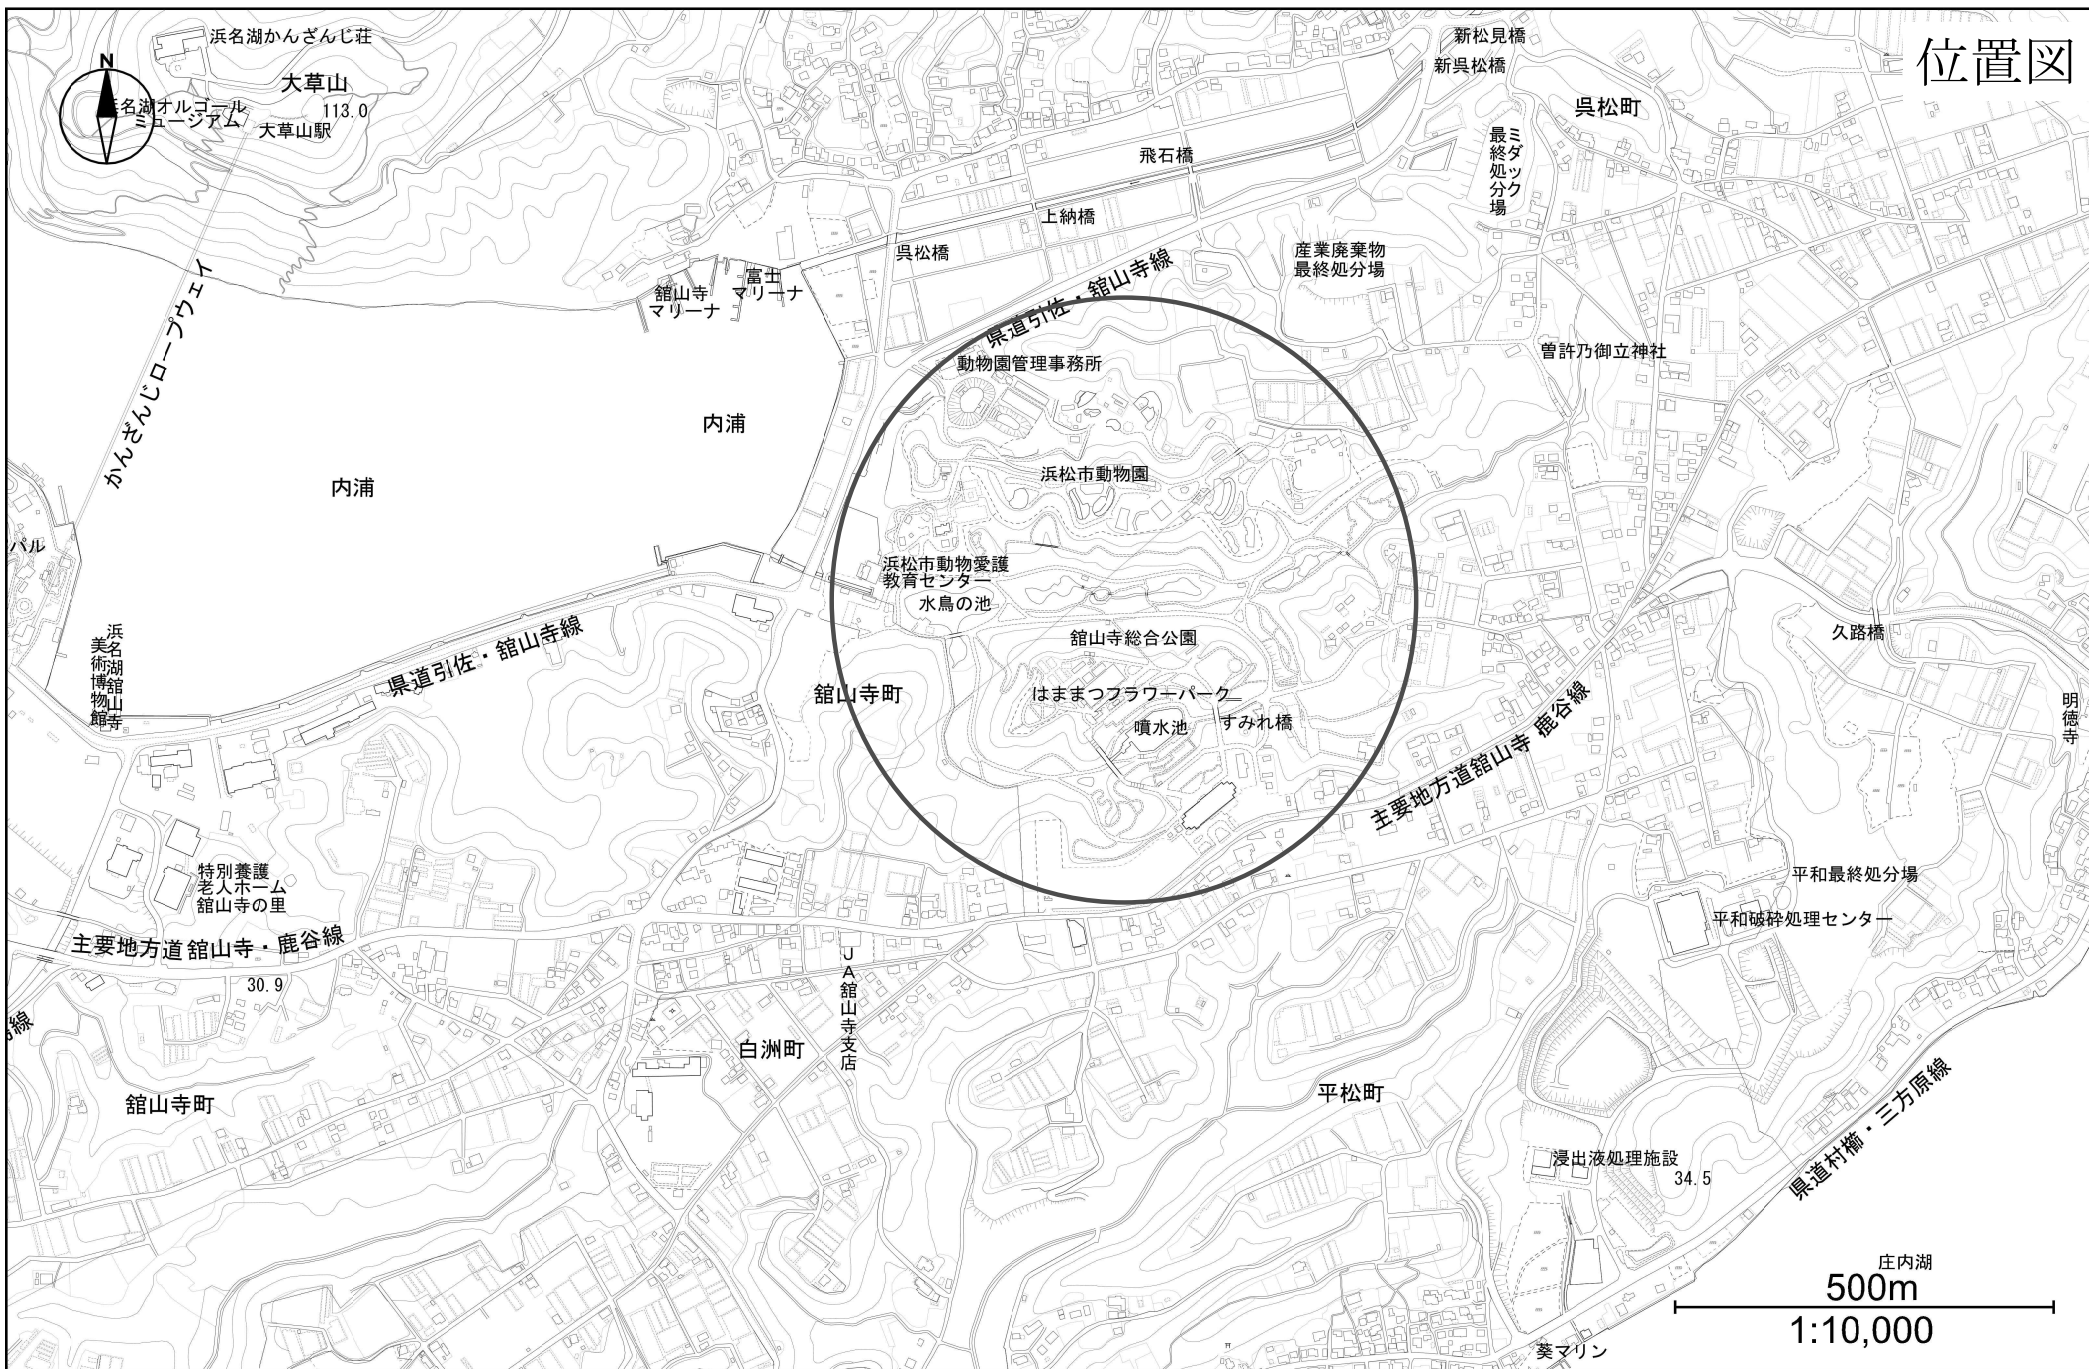 位置図
浜名湖かんざんじ荘
N
大草山
113.0
名湖オルゴール
ミュージアム
大草山駅
新松見橋
新呉松橋
呉松町
ミダック
最終処分場
飛石橋
上納橋
呉松橋
産業廃棄物
最終処分場
県道引佐・舘山寺線
富士
マリーナ
舘山寺
マリーナ
かんざんじロープウェイ
動物園管理事務所
曽許乃御立神社
内浦
内浦
浜松市動物園
パル
浜松市動物愛護
教育センター
水鳥の池
舘山寺総合公園
久路橋
浜名湖舘山寺
美術博物館
県道引佐・舘山寺線
舘山寺町
はままつフラワーパーク
噴水池
すみれ橋
主要地方道舘山寺 鹿谷線
明徳寺
特別養護
老人ホーム
舘山寺の里
平和最終処分場
平和破砕処理センター
主要地方道 舘山寺・鹿谷線
30.9
線
JA舘山寺支店
白洲町
舘山寺町
平松町
県道村櫛・三方原線
浸出液処理施設
34.5
庄内湖
500m
1:10,000
葵マリン